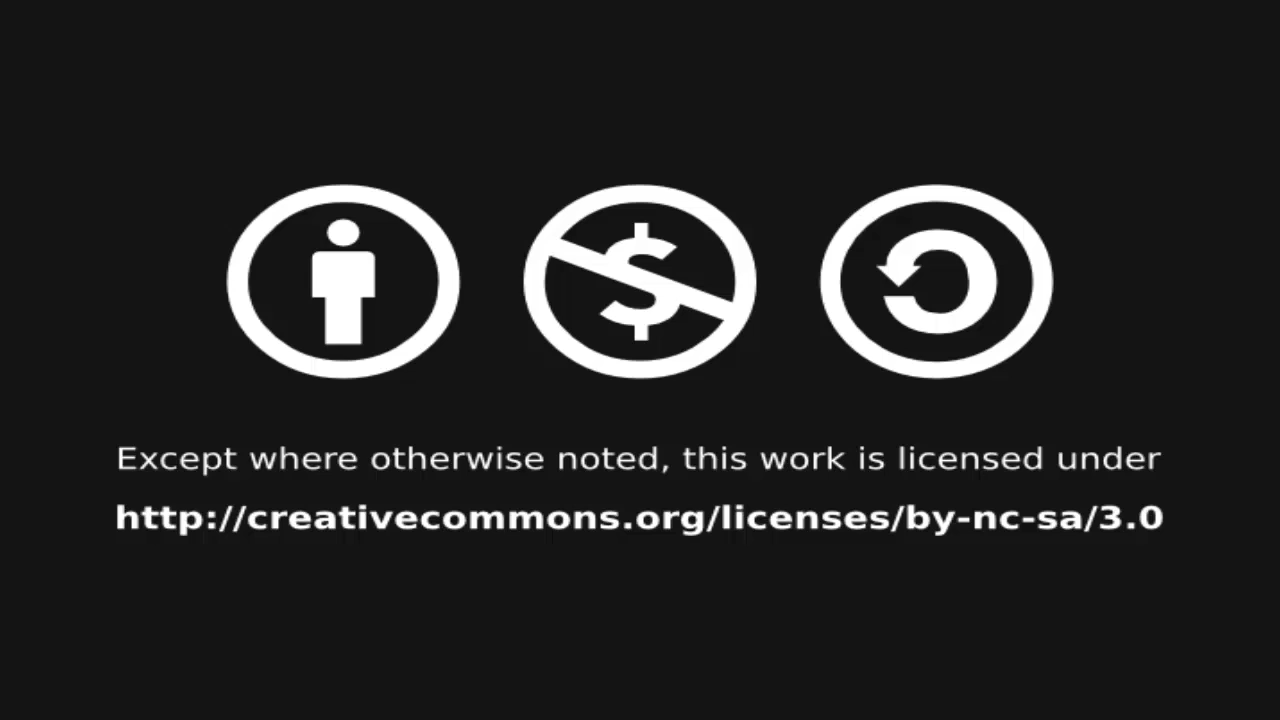 Except where otherwise noted, this work is licensed under
http://creativecommons.org/licenses/by-nc-sa/3.0